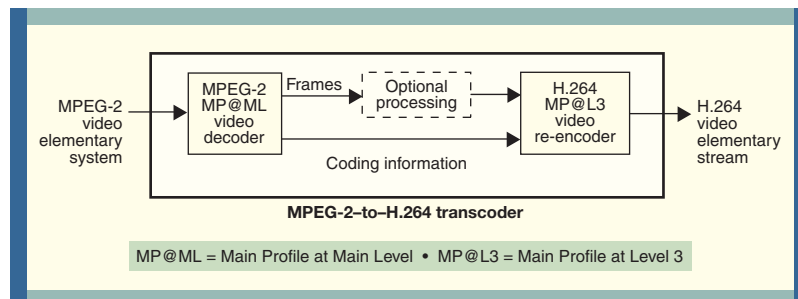 MPEG-2
video
elementary
system
MPEG-2
MP@ML
video
decoder
Frames
Optional
processing
Coding information
H.264
MP@L3
video
re-encoder
H.264
video
elementary
stream
MPEG-2–to–H.264 transcoder
MP@ML = Main Profile at Main Level • MP@L3 = Main Profile at Level 3